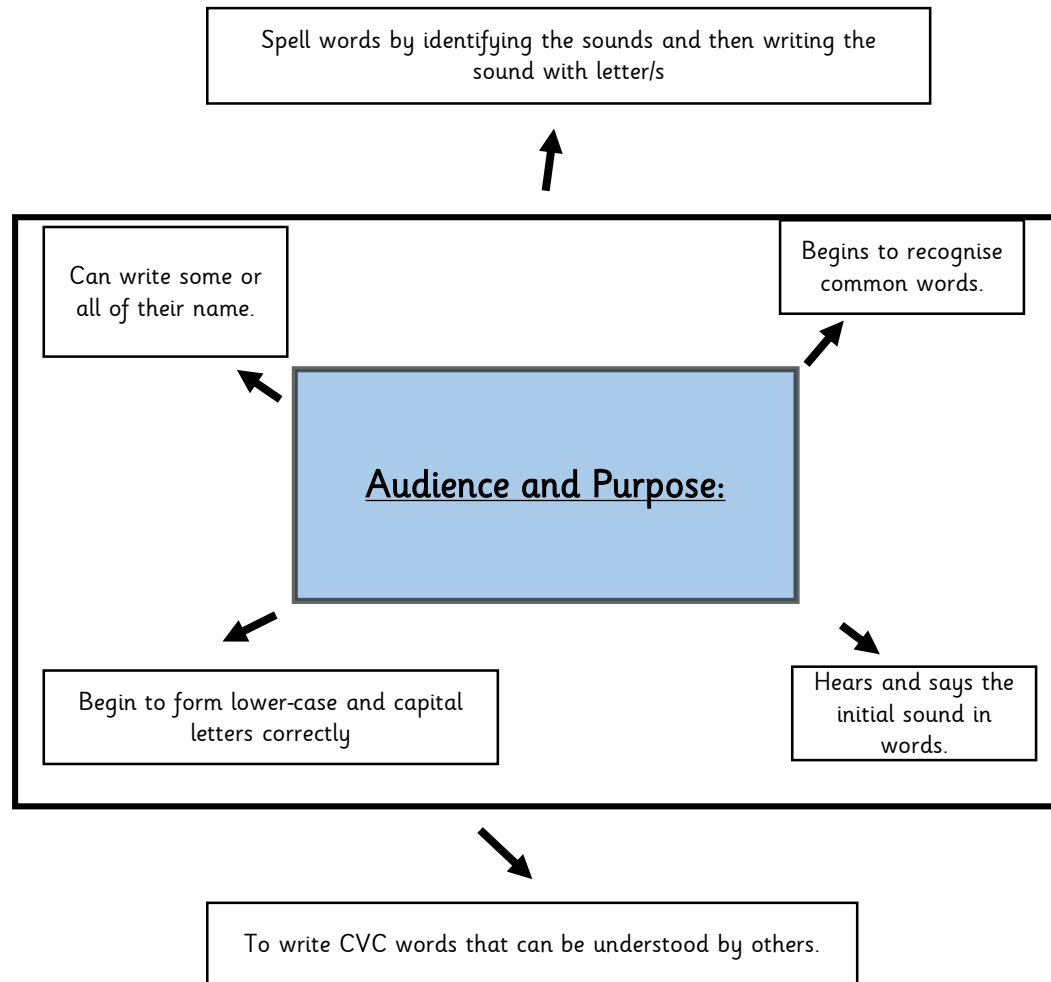 Spell words by identifying the sounds and then writing the
sound with letter/s
Can write some or
all of their name.
Begins to recognise
common words.
Audience and Purpose:
Begin to form lower-case and capital
letters correctly
Hears and says the
initial sound in
words.
To write CVC words that can be understood by others.